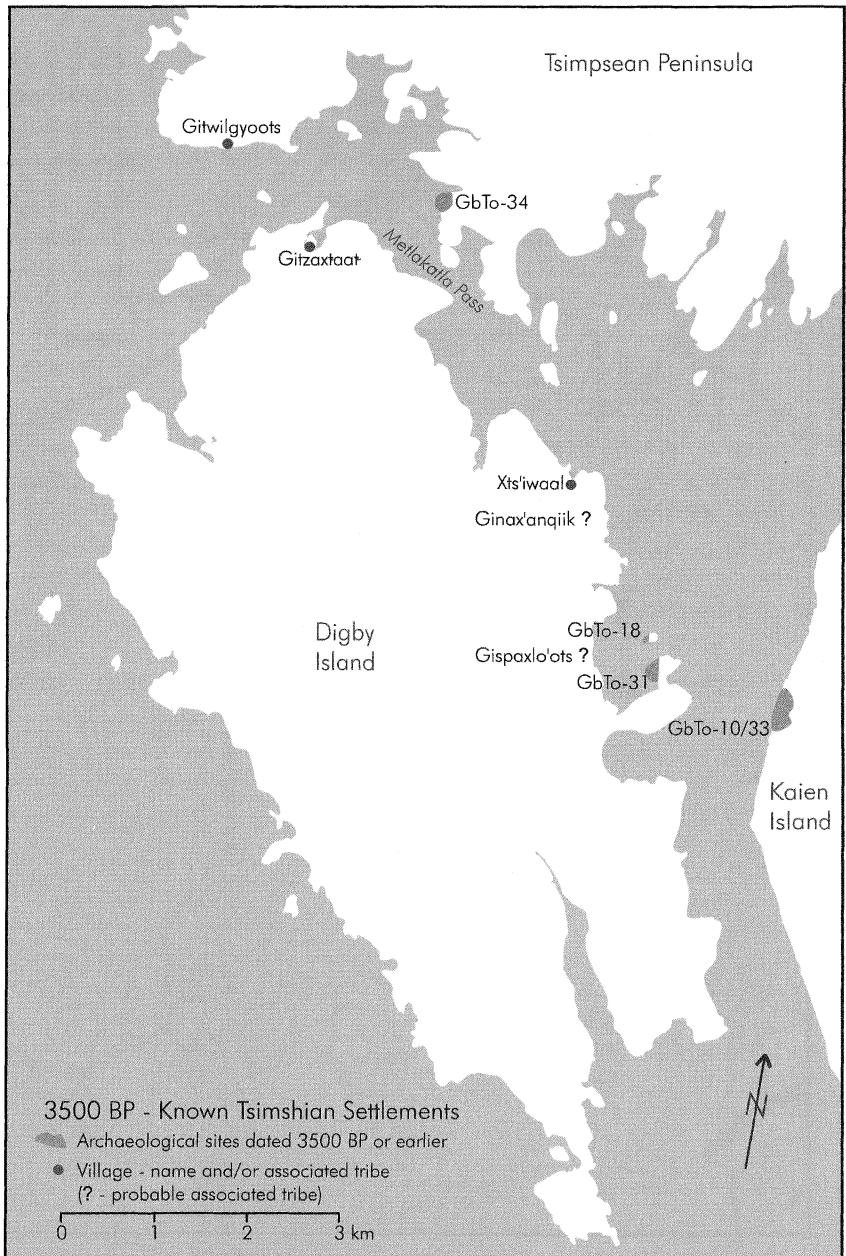 Tsimpsean Peninsula
Gitwilgyoots
GbTo-34
Gitzaxtaat
Metlakatla Pass
Xts'iwaal
Ginax'angiik ?
Digby
Island
GbTo-18
Gispaxlo'ots ?
GbTo-31
GbTo-10/33
Kaien
Island
N
3500 BP - Known Tsimshian Settlements
Archaeological sites dated 3500 BP or earlier
Village - name and/or associated tribe
(? - probable associated tribe)
0 1 2 3 km